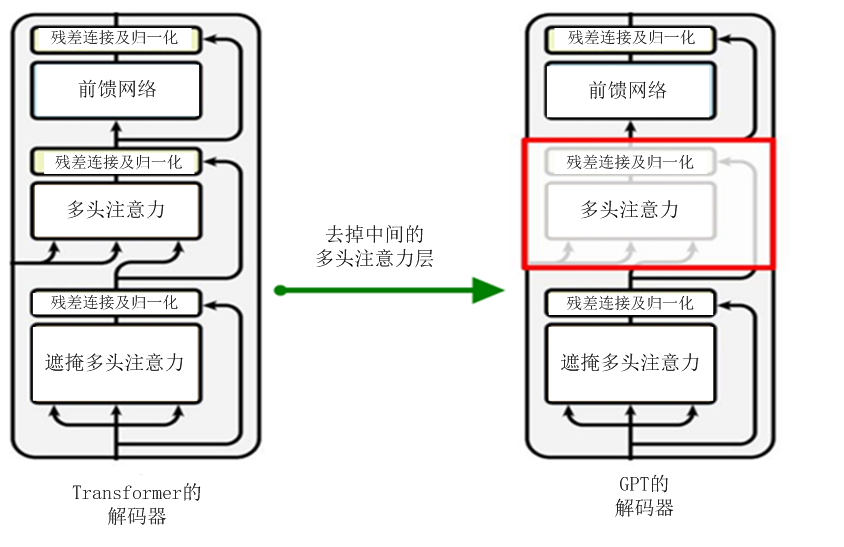 残差连接及归一化
前馈网络
残差连接及归一化
多头注意力
残差连接及归一化
遮掩多头注意力
Transformer的
解码器
去掉中间的
多头注意力层
残差连接及归一化
前馈网络
残差连接及归一化
多头注意力
残差连接及归一化
遮掩多头注意力
GPT的
解码器